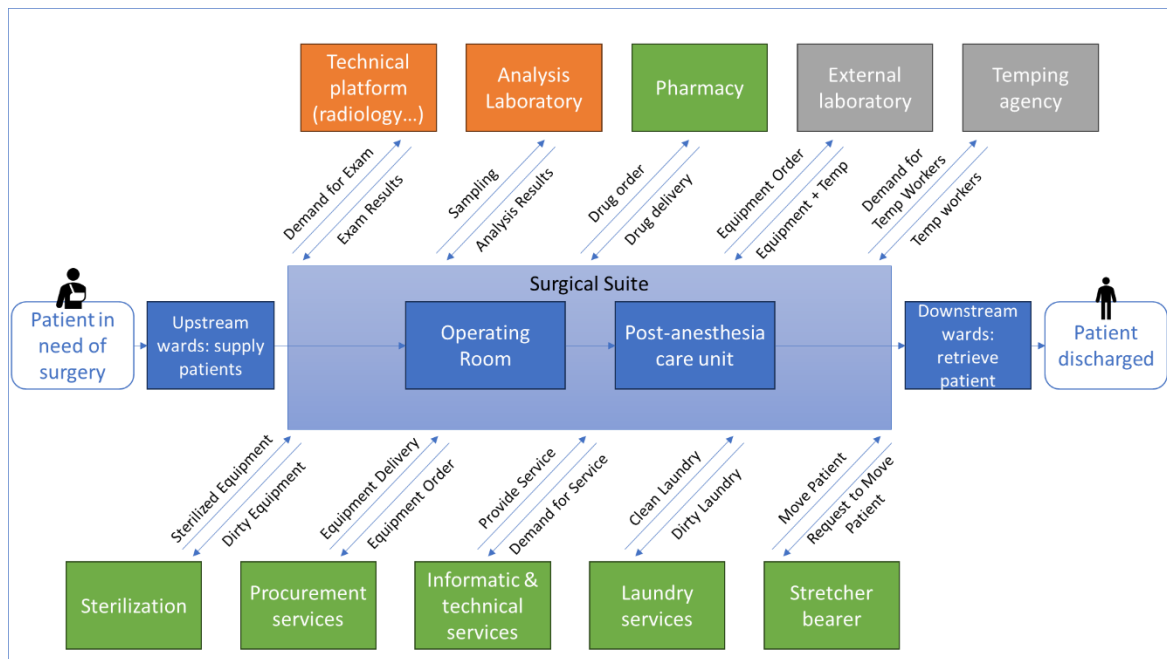 Technical
platform
(radiology...)
Analysis
Laboratory
Pharmacy
External
laboratory
Temping
agency
Demand for Exam
Exam Results
Sampling
Analysis Results
Drug order
Drug delivery
Equipment Order
Equipment + Temp
Demand for
Temp Workers
Temp workers
Surgical Suite
Patient in
need of
surgery
Upstream
wards: supply
patients
Operating
Room
Post-anesthesia
care unit
Downstream
wards:
retrieve
patient
Patient
discharged
Sterilized Equipment
Dirty Equipment
Equipment Delivery
Equipment Order
Provide Service
Demand for Service
Clean Laundry
Dirty Laundry
Move Patient
Request to Move
Patient
Sterilization
Procurement
services
Informatic &
technical
services
Laundry
services
Stretcher
bearer